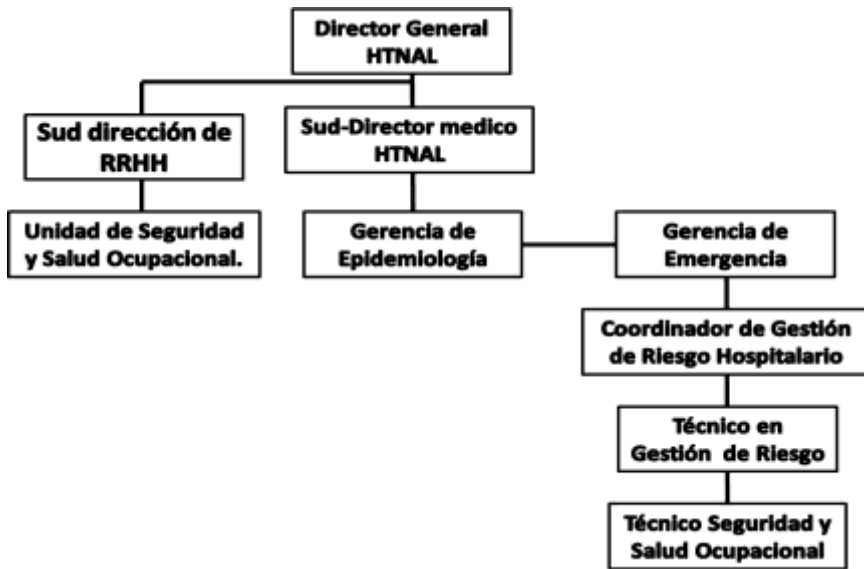 Director General
HTNAL
Sud dirección de
RRHH
Sud-Director medico
HTNAL
Unidad de Seguridad
y Salud Ocupacional.
Gerencia de
Epidemiología
Gerencia de
Emergencia
Coordinador de Gestión
de Riesgo Hospitalario
Técnico en
Gestión de Riesgo
Técnico Seguridad y
Salud Ocupacional